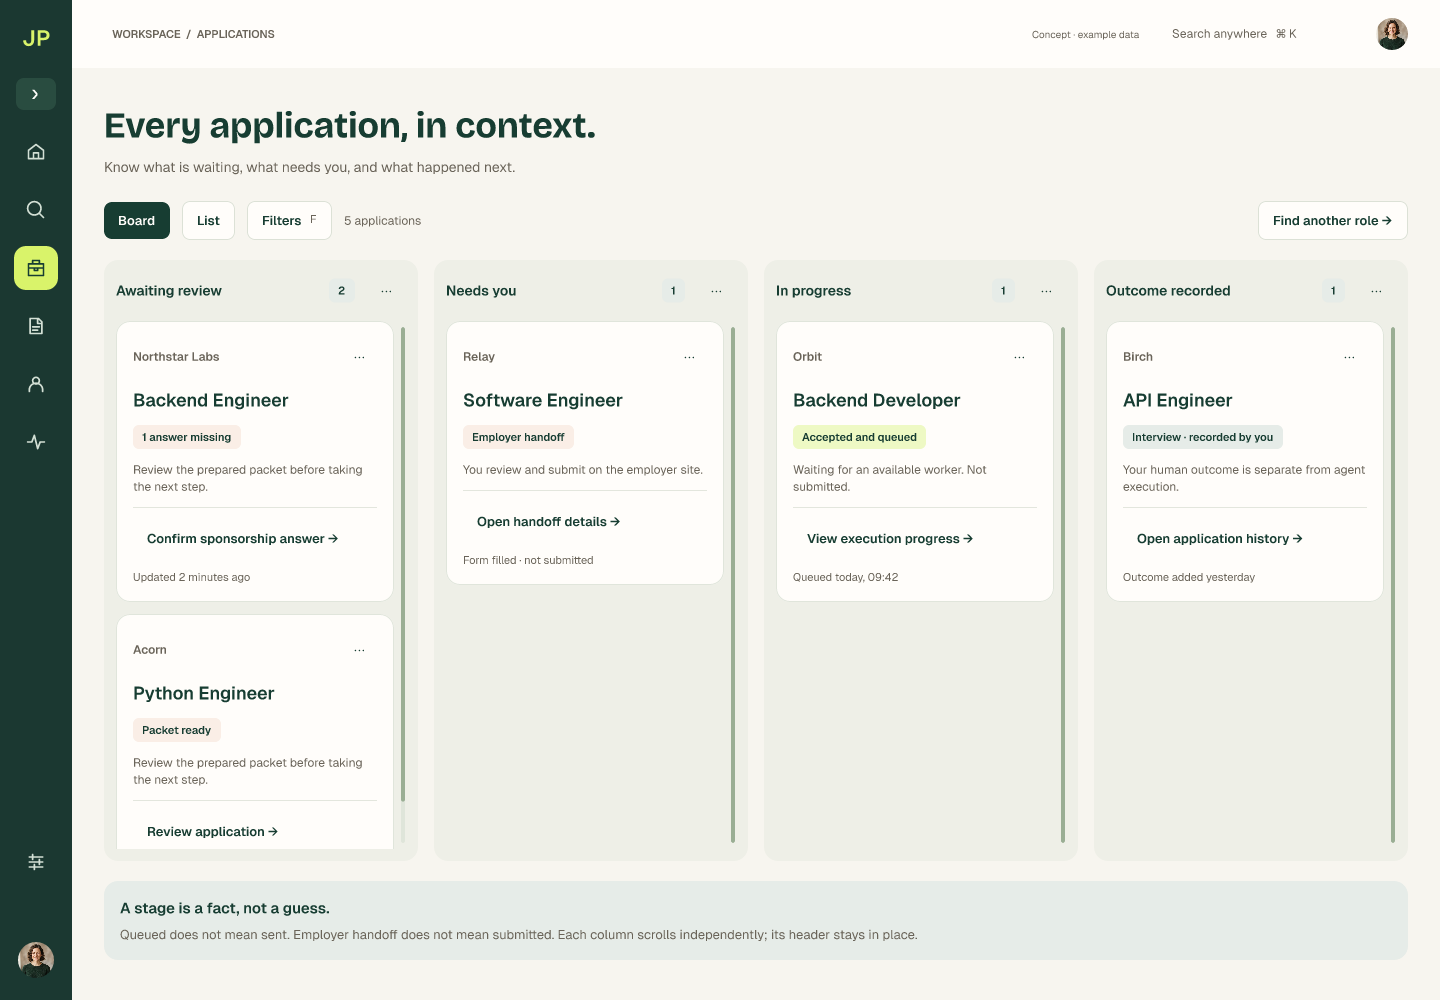 JP
WORKSPACE / APPLICATIONS
Concept · example data
Search anywhere ⌘ K
Every application, in context.
Know what is waiting, what needs you, and what happened next.
Board
List
Filters F
5 applications
Find another role →
Awaiting review 2 ...
Northstar Labs ...
Backend Engineer
1 answer missing
Review the prepared packet before taking
the next step.
Confirm sponsorship answer →
Updated 2 minutes ago
Acorn ...
Python Engineer
Packet ready
Review the prepared packet before taking
the next step.
Review application →
Needs you 1 ...
Relay ...
Software Engineer
Employer handoff
You review and submit on the employer site.
Open handoff details →
Form filled · not submitted
In progress 1 ...
Orbit ...
Backend Developer
Accepted and queued
Waiting for an available worker. Not
submitted.
View execution progress →
Queued today, 09:42
Outcome recorded 1 ...
Birch ...
API Engineer
Interview · recorded by you
Your human outcome is separate from agent
execution.
Open application history →
Outcome added yesterday
A stage is a fact, not a guess.
Queued does not mean sent. Employer handoff does not mean submitted. Each column scrolls independently; its header stays in place.